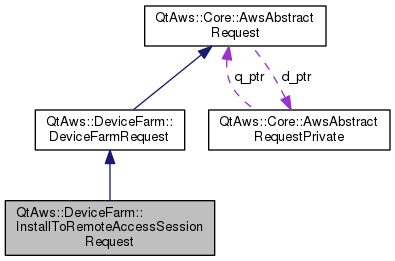 QtAws::Core::AwsAbstract
Request
q_ptr
d_ptr
QtAws::DeviceFarm::
DeviceFarmRequest
QtAws::Core::AwsAbstract
RequestPrivate
QtAws::DeviceFarm::
InstallToRemoteAccessSession
Request